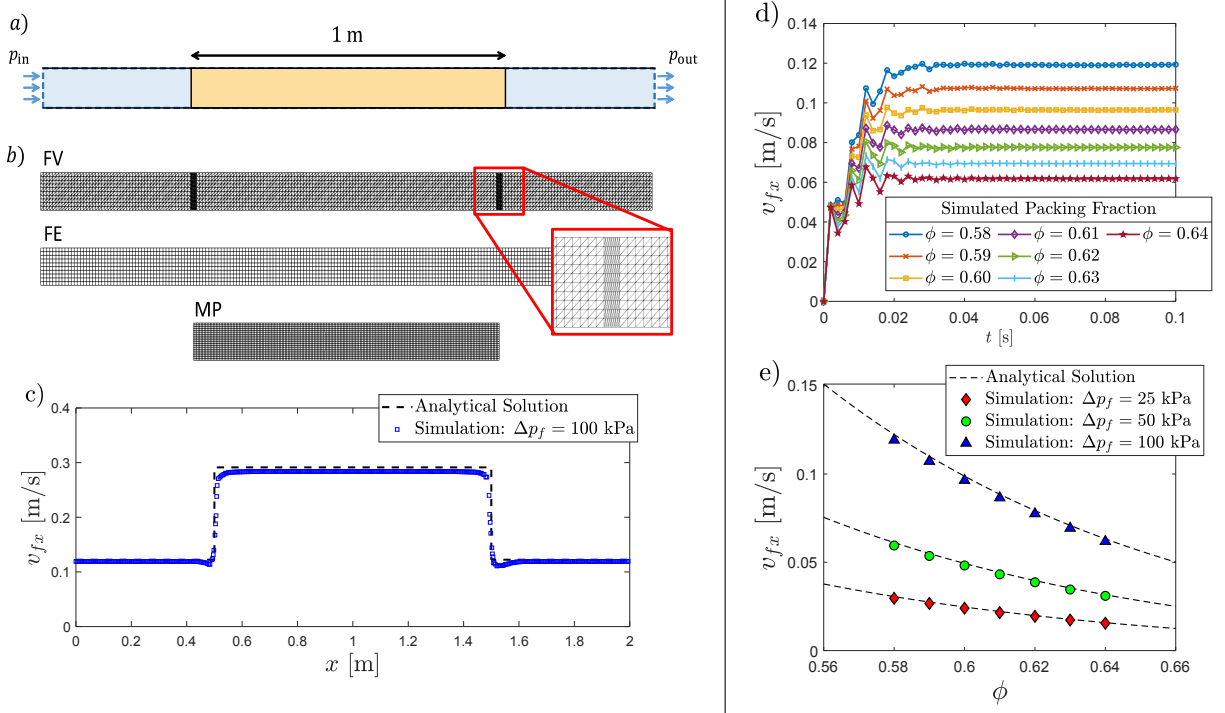 a)
1 m
p_in
p_out
b)
FV
FE
MP
c)
0.4
0.3
0.2
0.1
0
v_fx [m/s]
Analytical Solution
Simulation: Δp_f = 100 kPa
0 0.2 0.4 0.6 0.8 1 1.2 1.4 1.6 1.8 2
x [m]
d)
0.14
0.12
0.1
0.08
0.06
0.04
0.02
0
v_fx [m/s]
Simulated Packing Fraction
ϕ = 0.58 ϕ = 0.61 ϕ = 0.64
ϕ = 0.59 ϕ = 0.62
ϕ = 0.60 ϕ = 0.63
0 0.02 0.04 0.06 0.08 0.1
t [s]
e)
0.15
0.1
0.05
0
v_fx [m/s]
Analytical Solution
Simulation: Δp_f = 25 kPa
Simulation: Δp_f = 50 kPa
Simulation: Δp_f = 100 kPa
0.56 0.58 0.6 0.62 0.64 0.66
ϕ